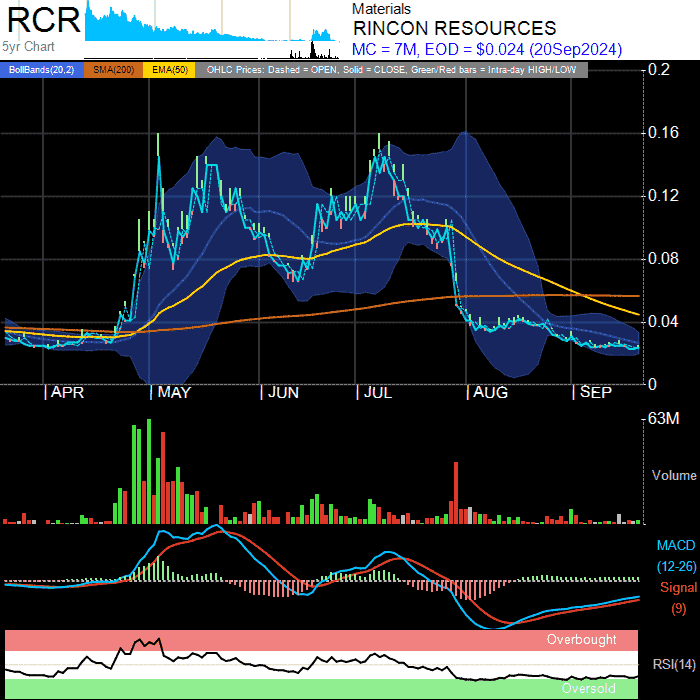 RCR
5yr Chart
Materials
RINCON RESOURCES
MC = 7M, EOD = $0.024 (20Sep2024)
BollBands(20,2) SMA(200) EMA(50) OHLC Prices: Dashed = OPEN, Solid = CLOSE, Green/Red bars = Intra-day HIGH/LOW
0.2
0.16
0.12
0.08
0.04
0
APR MAY JUN JUL AUG SEP
63M
Volume
MACD
(12-26)
Signal
(9)
Overbought
RSI(14)
Oversold